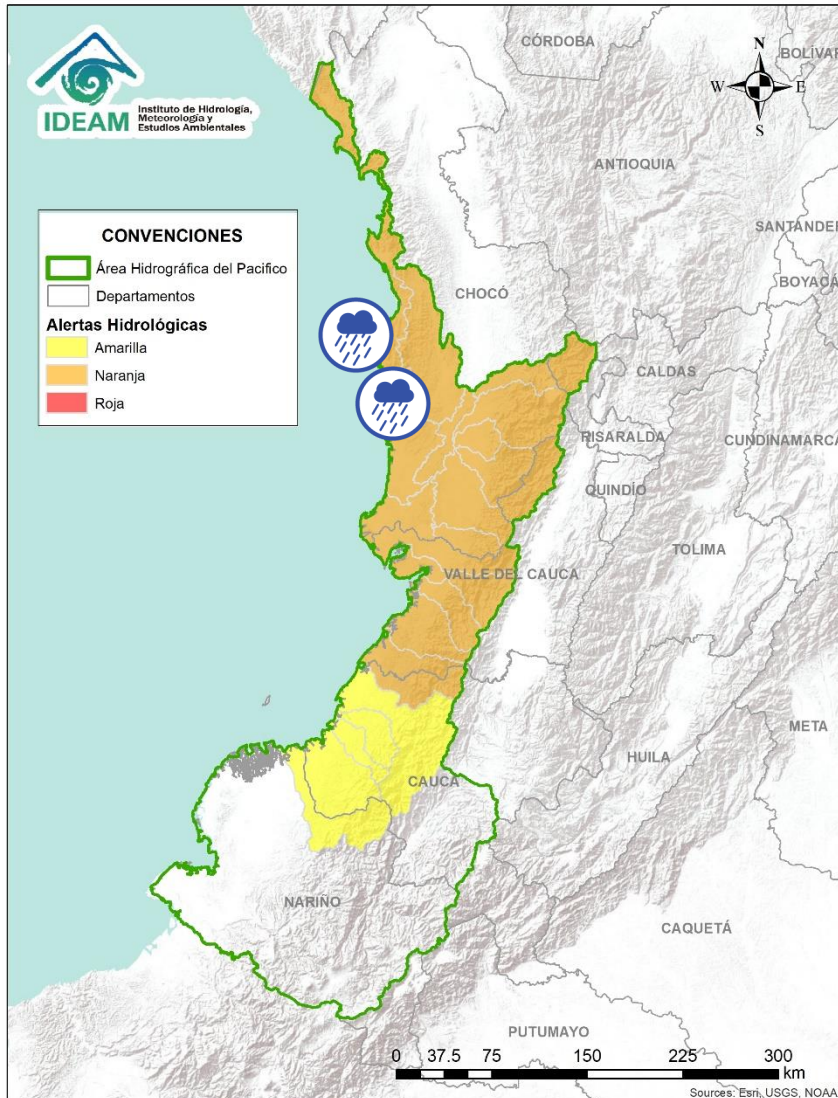 IDEAM
Instituto de Hidrología,
Meteorología y
Estudios Ambientales
CÓRDOBA
BOLÍVAR
N
W
E
S
ANTIOQUIA
SANTANDER
BOYACÁ
CONVENCIONES
Área Hidrográfica del Pacifico
Departamentos
Alertas Hidrológicas
Amarilla
Naranja
Roja
CHOCÓ
CALDAS
RISARALDA
CUNDINAMARCA
QUINDÍO
TOLIMA
VALLE DEL CAUCA
META
HUILA
CAUCA
NARIÑO
CAQUETÁ
PUTUMAYO
0 37.5 75 150 225 300
km
Sources: Esri, USGS, NOAA